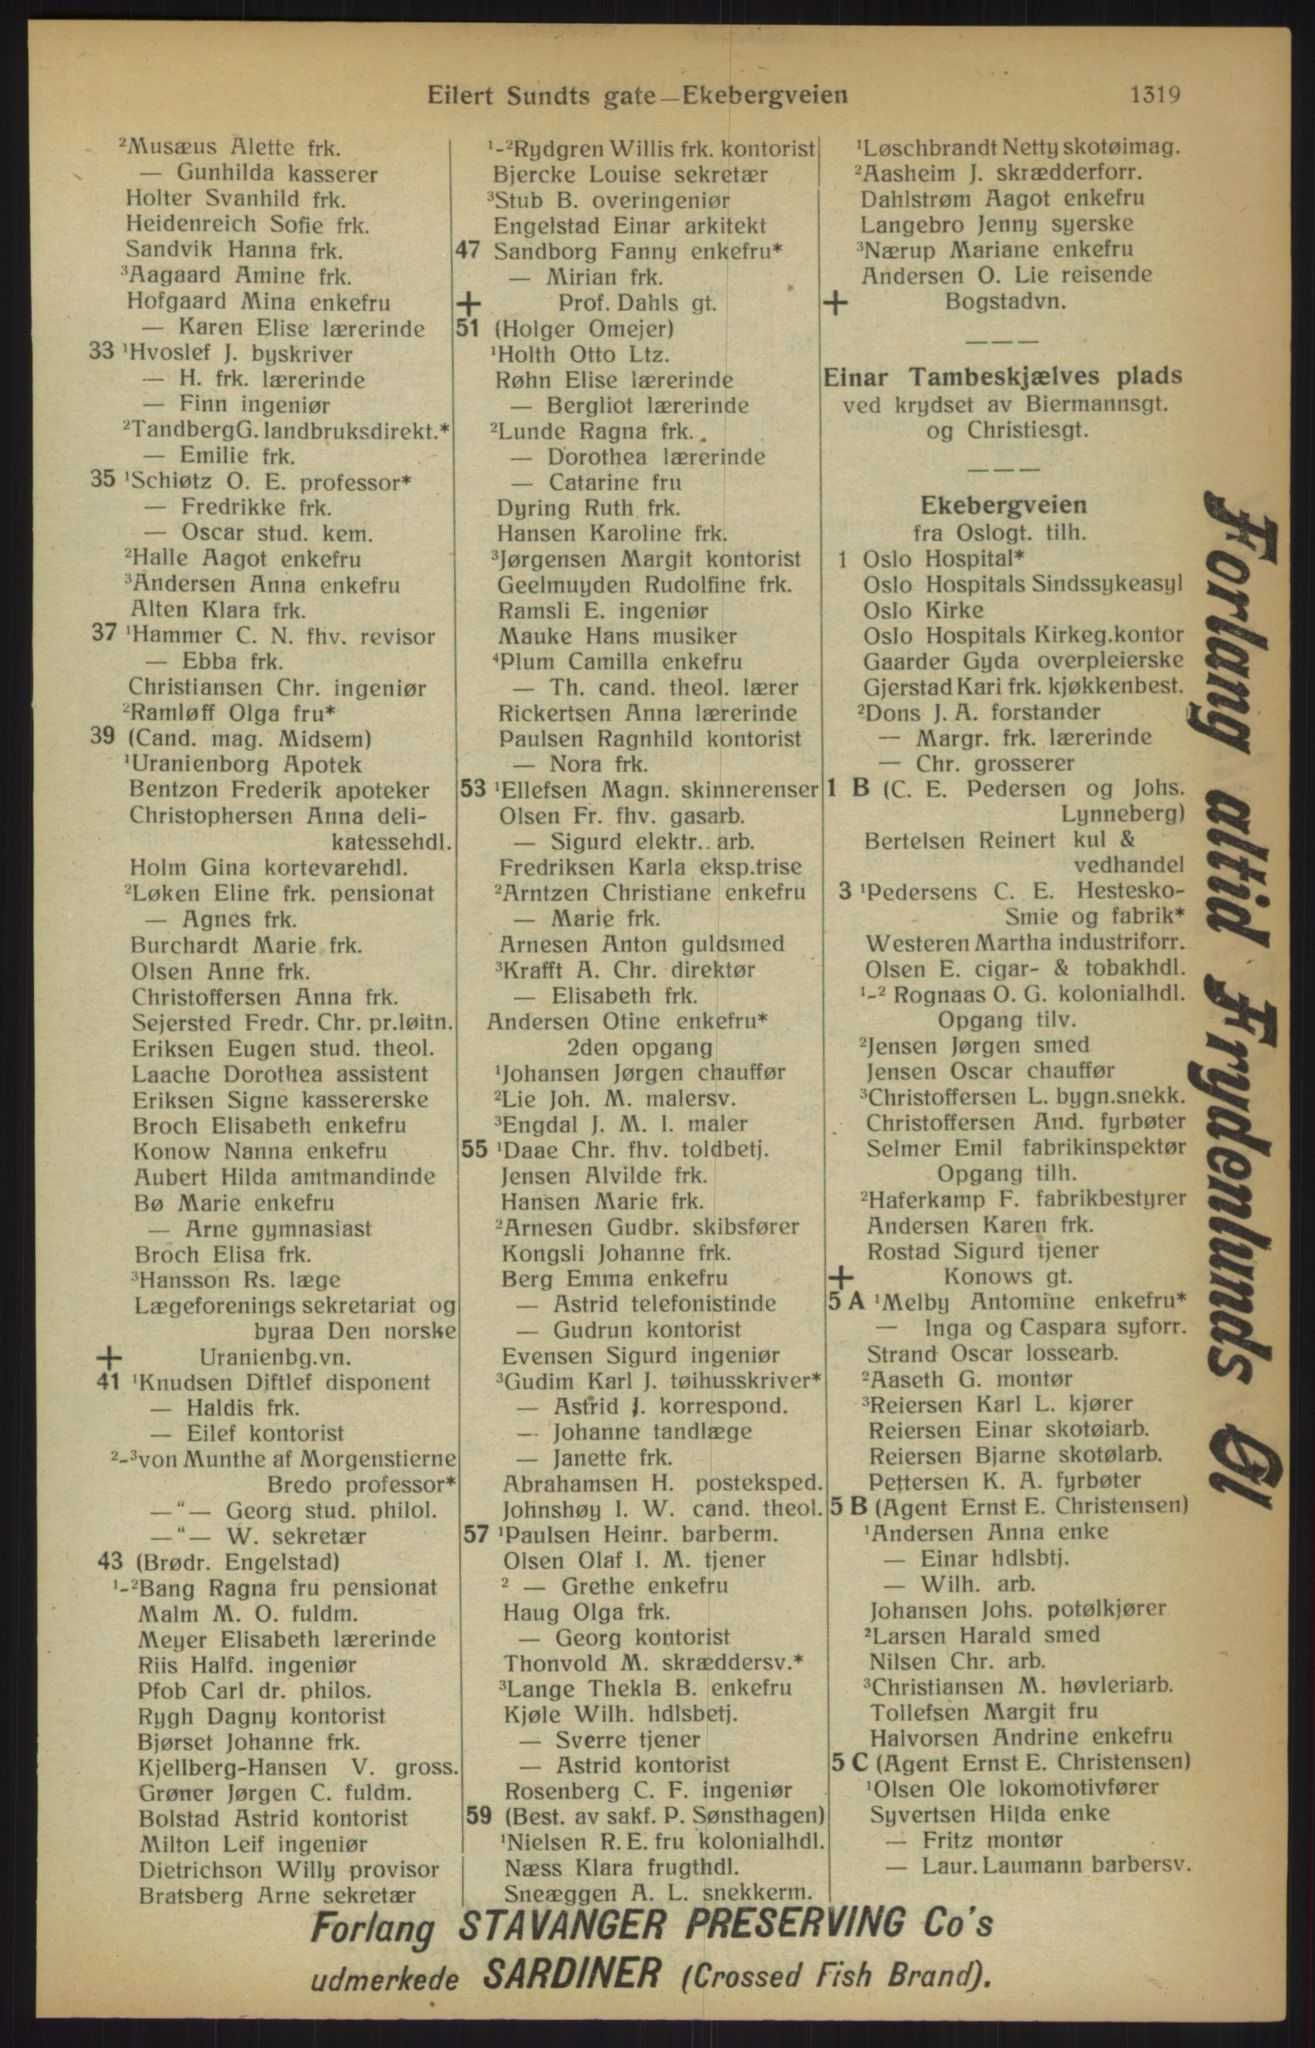 Eilert Sundts gate—Ekebergveien 1319
²Musæus Alette frk.
— Gunhilda kasserer
Holter Svanhild frk.
Heidenreich Sofie frk.
Sandvik Hanna frk.
³Aagaard Amine frk.
Hofgaard Mina enkefru
— Karen Elise lærerinde
33 ¹Hvoslef J. byskriver
— H. frk. lærerinde
— Finn ingeniør
²Tandberg G. landbruksdirekt.*
— Emilie frk.
35 ¹Schiøtz O. E. professor*
— Fredrikke frk.
— Oscar stud. kem.
²Halle Aagot enkefru
³Andersen Anna enkefru
Alten Klara frk.
37 ¹Hammer C. N. fhv. revisor
— Ebba frk.
Christiansen Chr. ingeniør
²Ramløff Olga fru*
39 (Cand. mag. Midsem)
¹Uranienborg Apotek
Bentzon Frederik apoteker
Christophersen Anna deli-
katessehdl.
Holm Gina kortevarehdl.
²Løken Eline frk. pensionat
— Agnes frk.
Burchardt Marie frk.
Olsen Anne frk.
Christoffersen Anna frk.
Sejersted Fredr. Chr. pr.løitn.
Eriksen Eugen stud. theol.
Laache Dorothea assistent
Eriksen Signe kassererske
Broch Elisabeth enkefru
Konow Nanna enkefru
Aubert Hilda amtmandinde
Bø Marie enkefru
— Arne gymnasiast
Broch Elisa frk.
³Hansson Rs. læge
Lægeforenings sekretariat og
byraa Den norske
+ Uranienbg.vn.
41 ¹Knudsen Diftlef disponent
— Haldis frk.
— Eilef kontorist
²-³von Munthe af Morgenstierne
Bredo professor*
—“— Georg stud. philol.
—“— W. sekretær
43 (Brødr. Engelstad)
¹-²Bang Ragna fru pensionat
Malm M. O. fuldm.
Meyer Elisabeth lærerinde
Riis Halfd. ingeniør
Pfob Carl dr. philos.
Rygh Dagny kontorist
Bjørset Johanne frk.
Kjellberg-Hansen V. gross.
Grøner Jørgen C. fuldm.
Bolstad Astrid kontorist
Milton Leif ingeniør
Dietrichson Willy provisor
Bratsberg Arne sekretær
¹-²Rydgren Willis frk. kontorist
Bjercke Louise sekretær
³Stub B. overingeniør
Engelstad Einar arkitekt
47 Sandborg Fanny enkefru*
— Mirian frk.
+ Prof. Dahls gt.
51 (Holger Omejer)
¹Holth Otto Ltz.
Røhn Elise lærerinde
— Bergliot lærerinde
²Lunde Ragna frk.
— Dorothea lærerinde
— Catarine fru
Dyring Ruth frk.
Hansen Karoline frk.
³Jørgensen Margit kontorist
Geelmuyden Rudolfine frk.
Ramsli E. ingeniør
Mauke Hans musiker
⁴Plum Camilla enkefru
— Th. cand. theol. lærer
Rickertsen Anna lærerinde
Paulsen Ragnhild kontorist
— Nora frk.
53 ¹Ellefsen Magn. skinnerenser
Olsen Fr. fhv. gasarb.
— Sigurd elektr. arb.
Fredriksen Karla eksp.trise
²Arntzen Christiane enkefru
— Marie frk.
Arnesen Anton guldsmed
³Krafft A. Chr. direktør
— Elisabeth frk.
Andersen Otine enkefru*
2den opgang
¹Johansen Jørgen chauffør
²Lie Joh. M. malersv.
³Engdal J. M. I. maler
55 ¹Daae Chr. fhv. toldbetj.
Jensen Alvilde frk.
Hansen Marie frk.
²Arnesen Gudbr. skibsfører
Kongsli Johanne frk.
Berg Emma enkefru
— Astrid telefonistinde
— Gudrun kontorist
Evensen Sigurd ingeniør
³Gudim Karl J. tøihusskriver*
— Astrid J. korrespond.
— Johanne tandlæge
— Janette frk.
Abrahamsen H. posteksped.
Johnshøy I. W. cand. theol.
57 ¹Paulsen Heinr. barberm.
Olsen Olaf I. M. tjener
² — Grethe enkefru
Haug Olga frk.
— Georg kontorist
Thonvold M. skræddersv.*
³Lange Thekla B. enkefru
Kjøle Wilh. hdlsbetj.
— Sverre tjener
— Astrid kontorist
Rosenberg C. F. ingeniør
59 (Best. av sakf. P. Sønsthagen)
¹Nielsen R. E. fru kolonialhdl.
Næss Klara frugthdl.
Sneæggen A. L. snekkerm.
¹Løschbrandt Netty skotøimag.
²Aasheim J. skrædderforr.
Dahlstrøm Aagot enkefru
Langebro Jenny syerske
³Nærup Mariane enkefru
Andersen O. Lie reisende
+ Bogstadvn.
———
Einar Tambeskjælves plads
ved krydset av Biermannsgt.
og Christiesgt.
———
Ekebergveien
fra Oslogt. tilh.
1 Oslo Hospital*
Oslo Hospitals Sindssykeasyl
Oslo Kirke
Oslo Hospitals Kirkeg.kontor
Gaarder Gyda overpleierske
Gjerstad Kari frk. kjøkkenbest.
²Dons J. A. forstander
— Margr. frk. lærerinde
— Chr. grosserer
1 B (C. E. Pedersen og Johs.
Lynneberg)
Bertelsen Reinert kul &
vedhandel
3 ¹Pedersens C. E. Hestesko-
Smie og fabrik*
Westeren Martha industriforr.
Olsen E. cigar- & tobakhdl.
¹-² Rognaas O. G. kolonialhdl.
Opgang tilv.
²Jensen Jørgen smed
Jensen Oscar chauffør
³Christoffersen L. bygn.snekk.
Christoffersen And. fyrbøter
Selmer Emil fabrikinspektør
Opgang tilh.
²Haferkamp F. fabrikbestyrer
Andersen Karen frk.
Rostad Sigurd tjener
+ Konows gt.
5 A ¹Melby Antomine enkefru*
— Inga og Caspara syforr.
Strand Oscar lossearb.
²Aaseth G. montør
³Reiersen Karl L. kjører
Reiersen Einar skotøiarb.
Reiersen Bjarne skotølarb.
Pettersen K. A. fyrbøter
5 B (Agent Ernst E. Christensen)
¹Andersen Anna enke
— Einar hdlsbtj.
— Wilh. arb.
Johansen Johs. potølkjører
²Larsen Harald smed
Nilsen Chr. arb.
³Christiansen M. høvleriarb.
Tollefsen Margit fru
Halvorsen Andrine enkefru
5 C (Agent Ernst E. Christensen)
¹Olsen Ole lokomotivfører
Syvertsen Hilda enke
— Fritz montør
— Laur. Laumann barbersv.
Forlang altid Frydenlunds Øl
Forlang STAVANGER PRESERVING Co's
udmerkede SARDINER (Crossed Fish Brand).